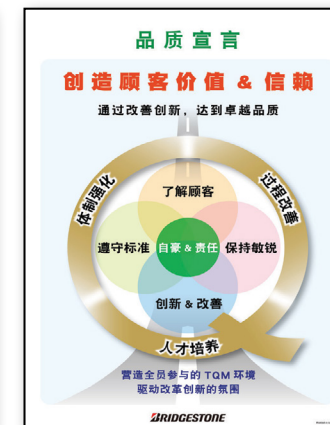 品质宣言
创造顾客价值 & 信赖
通过改善创新，达到卓越品质
体制强化
过程改善
了解顾客
遵守标准
自豪 & 责任
保持敏锐
创新 & 改善
人才培养
营造全员参与的 TQM 环境
驱动改革创新的氛围
BRIDGESTONE